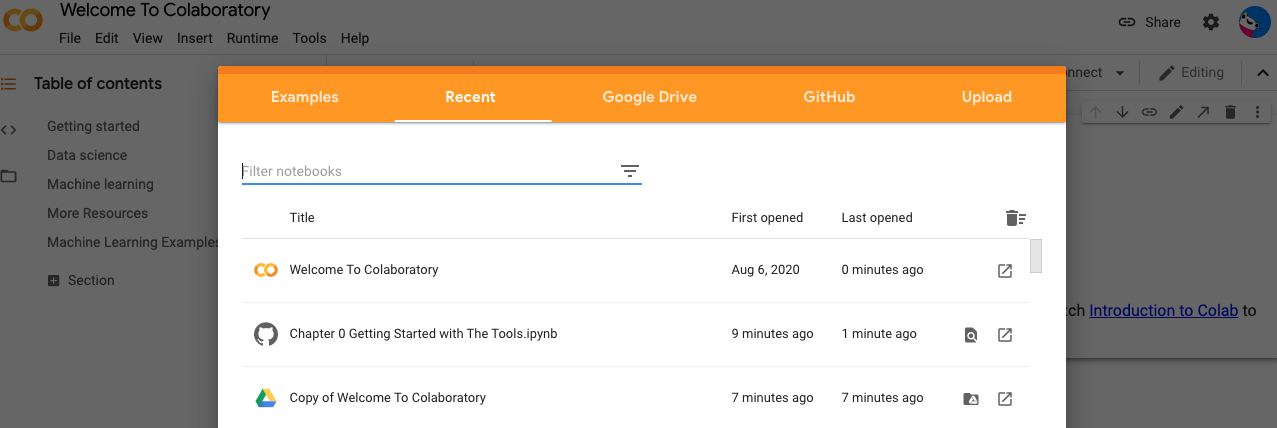 Welcome To Colaboratory
File Edit View Insert Runtime Tools Help
Share
Table of contents
Getting started
Data science
Machine learning
More Resources
Machine Learning Examples
Section
Editing
Examples Recent Google Drive GitHub Upload
Filter notebooks
Title First opened Last opened
Welcome To Colaboratory Aug 6, 2020 0 minutes ago
Chapter 0 Getting Started with The Tools.ipynb 9 minutes ago 1 minute ago
Copy of Welcome To Colaboratory 7 minutes ago 7 minutes ago
Introduction to Colab to